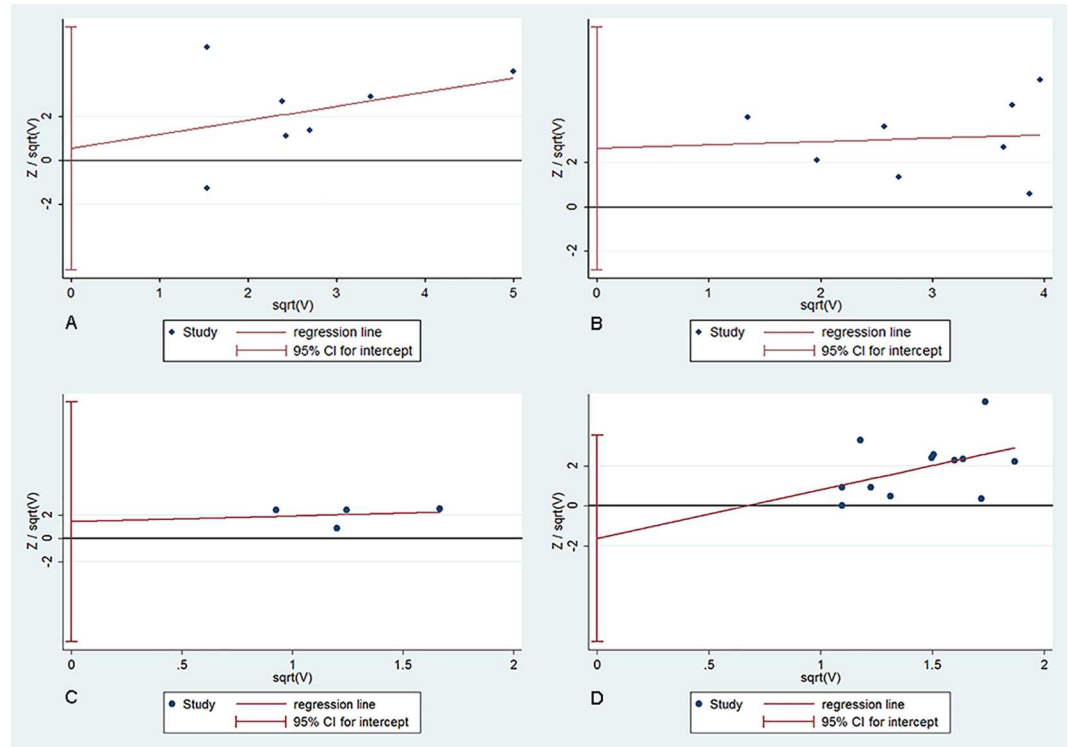 Z / sqrt(V)
2
0
-2
0 1 2 3 4 5
sqrt(V)
A
Study regression line
95% CI for intercept
Z / sqrt(V)
2
0
-2
0 1 2 3 4
sqrt(V)
B
Study regression line
95% CI for intercept
Z / sqrt(V)
2
0
-2
0 .5 1 1.5 2
sqrt(V)
C
Study regression line
95% CI for intercept
Z / sqrt(V)
2
0
-2
0 .5 1 1.5 2
sqrt(V)
D
Study regression line
95% CI for intercept